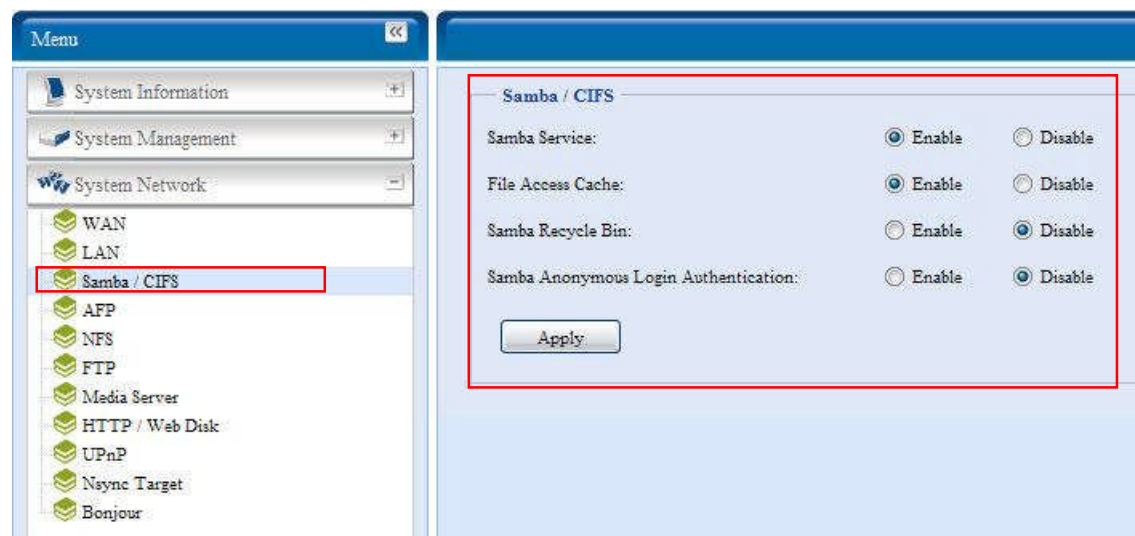 Menu
System Information
System Management
System Network
WAN
LAN
Samba / CIFS
AFP
NFS
FTP
Media Server
HTTP / Web Disk
UPnP
Nsync Target
Bonjour
Samba / CIFS
Samba Service: Enable Disable
File Access Cache: Enable Disable
Samba Recycle Bin: Enable Disable
Samba Anonymous Login Authentication: Enable Disable
Apply